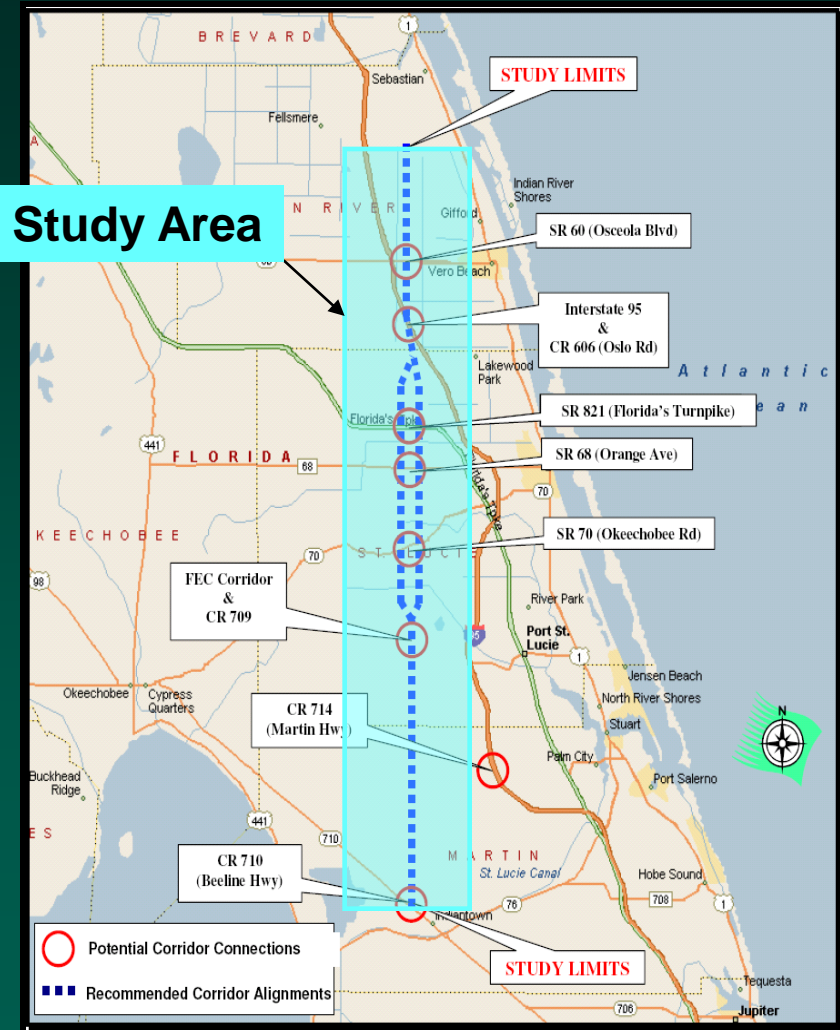 BREVARD
1
Sebastian
STUDY LIMITS
Fellsmere
Indian River
Shores
N RIVER
Gifford
Study Area
SR 60 (Osceola Blvd)
Vero Beach
Interstate 95
&
CR 606 (Oslo Rd)
Lakewood
Park
Atlantic
ean
Florida's
SR 821 (Florida's Turnpike)
441
FLORIDA
68
SR 68 (Orange Ave)
70
KEECHOBEE
70
SR 70 (Okeechobee Rd)
98
FEC Corridor
&
CR 709
River Park
Port St.
Lucie
1
Jensen Beach
Okeechobee
Cypress
Quarters
North River Shores
CR 714
(Martin Hwy)
Stuart
N
Palm City
Buckhead
Ridge
Port Salerno
ES
441
710
MARTIN
CR 710
(Beeline Hwy)
St. Lucie Canal
Hobe Sound
76
708
1
Indiantown
Potential Corridor Connections
STUDY LIMITS
Recommended Corridor Alignments
Tequesta
706
Jupiter